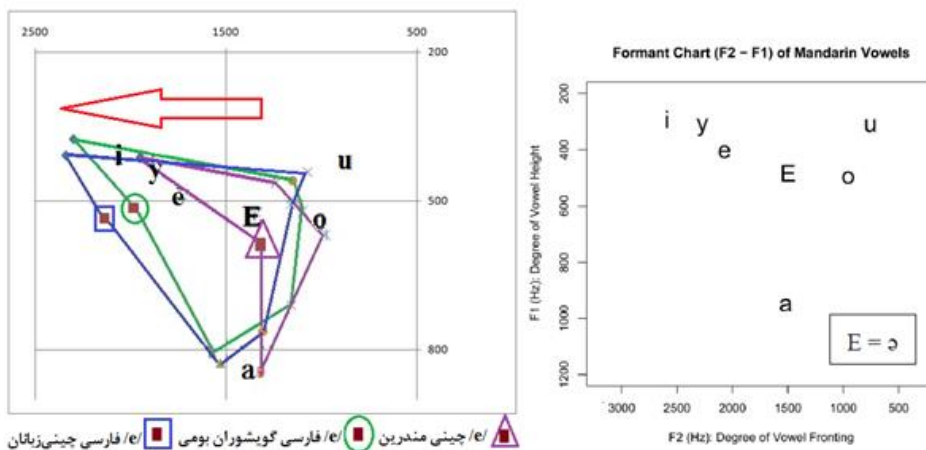 2500
1500
500
200
500
800
i
y
e
E
u
o
a
/e/ چینی مندرین
/e/ فارسی گویشوران بومی
/e/ فارسی چینی‌زبانان
Formant Chart (F2 − F1) of Mandarin Vowels
F1 (Hz): Degree of Vowel Height
200
400
600
800
1000
1200
i
y
e
u
E
o
a
E = ə
3000
2500
2000
1500
1000
500
F2 (Hz): Degree of Vowel Fronting